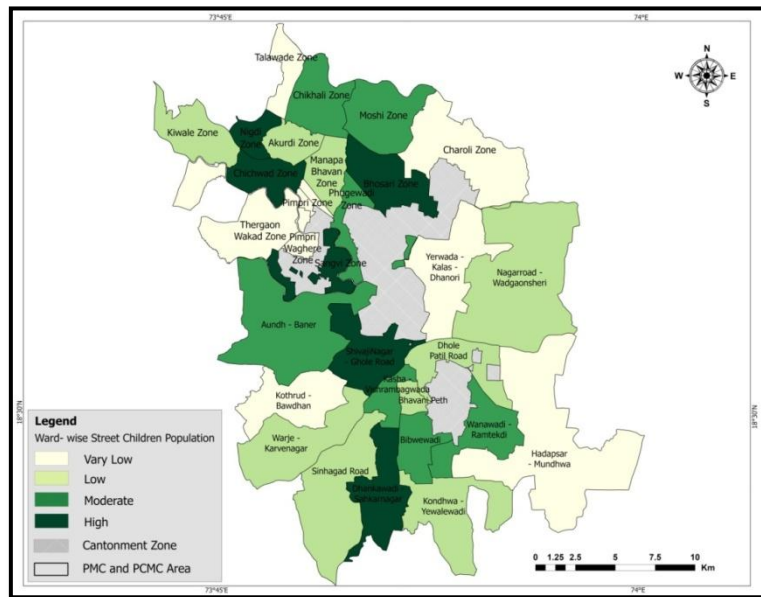 73°45'E
74°E
N
W
E
S
Talawade Zone
Chikhali Zone
Moshi Zone
Kiwale Zone
Nigdi
Zone
Akurdi Zone
Charoli Zone
Manapa
Bhavan
Zone
Bhosari Zone
Chichwad Zone
Phugewadi
Zone
Pimpri Zone
Thergaon
Wakad Zone
Pimpri
Waghere
Zone
Sangvi Zone
Yerwada -
Kalas -
Dhanori
Nagarroad -
Wadgaonsheri
Aundh - Baner
Shivajinagar
- Ghole Road
Dhole
Patil Road
Kasba -
Vishrambagwada
Bhavani Peth
Kothrud -
Bawdhan
Warje -
Karvenagar
Bibwewadi
Wanawadi -
Ramtekdi
Hadapsar
- Mundhwa
Sinhagad Road
Dhankawadi -
Sahkarnagar
Kondhwa
- Yewalewadi
18°30'N
18°30'N
Legend
Ward- wise Street Children Population
Vary Low
Low
Moderate
High
Cantonment Zone
PMC and PCMC Area
0 1.25 2.5 5 7.5 10
Km
73°45'E
74°E